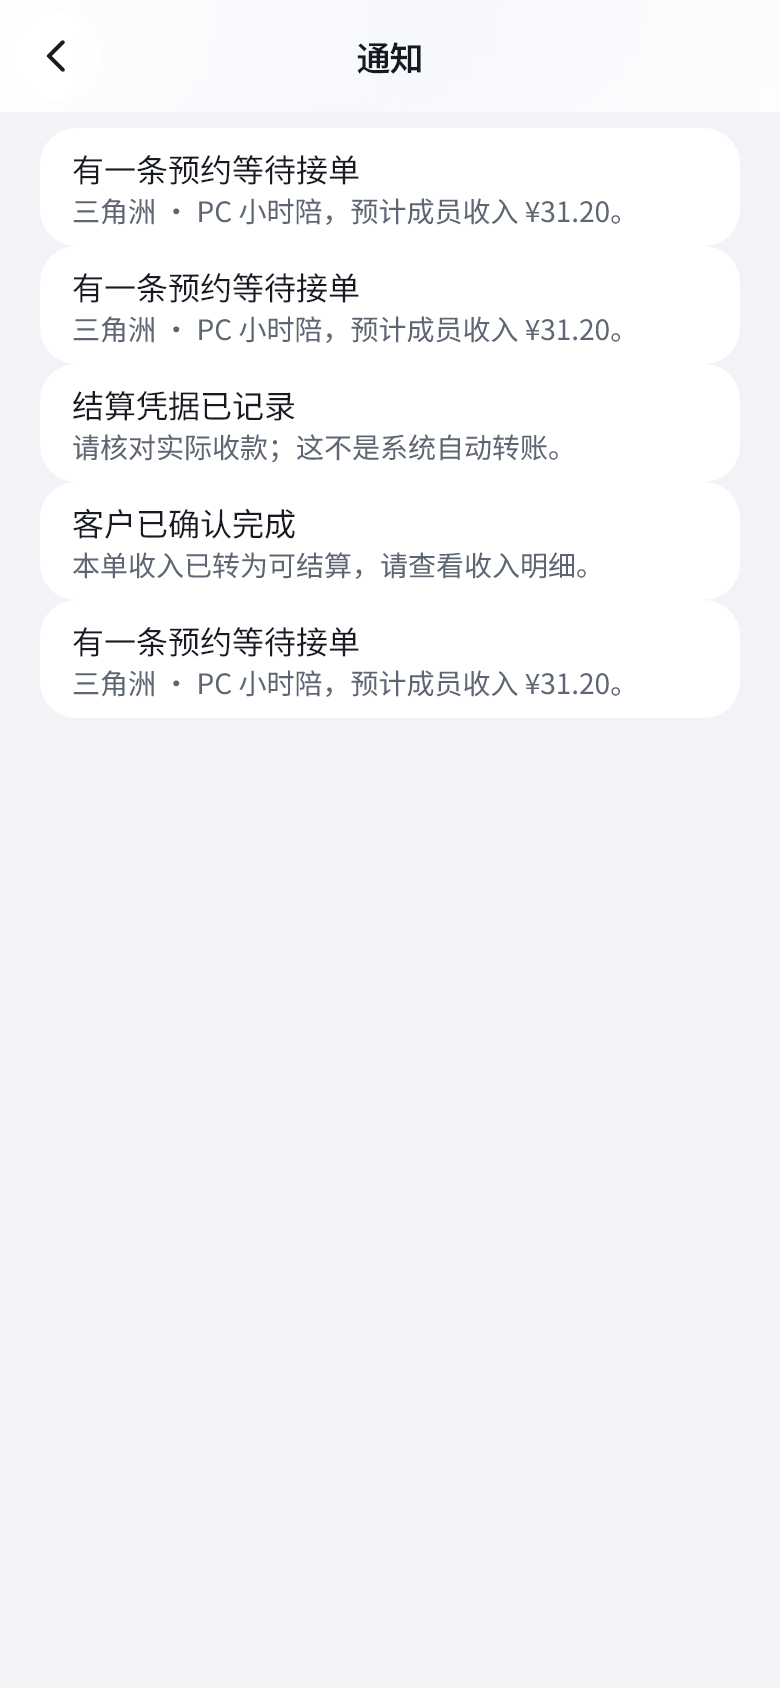 通知
有一条预约等待接单
三角洲 · PC 小时陪，预计成员收入 ¥31.20。
有一条预约等待接单
三角洲 · PC 小时陪，预计成员收入 ¥31.20。
结算凭据已记录
请核对实际收款；这不是系统自动转账。
客户已确认完成
本单收入已转为可结算，请查看收入明细。
有一条预约等待接单
三角洲 · PC 小时陪，预计成员收入 ¥31.20。